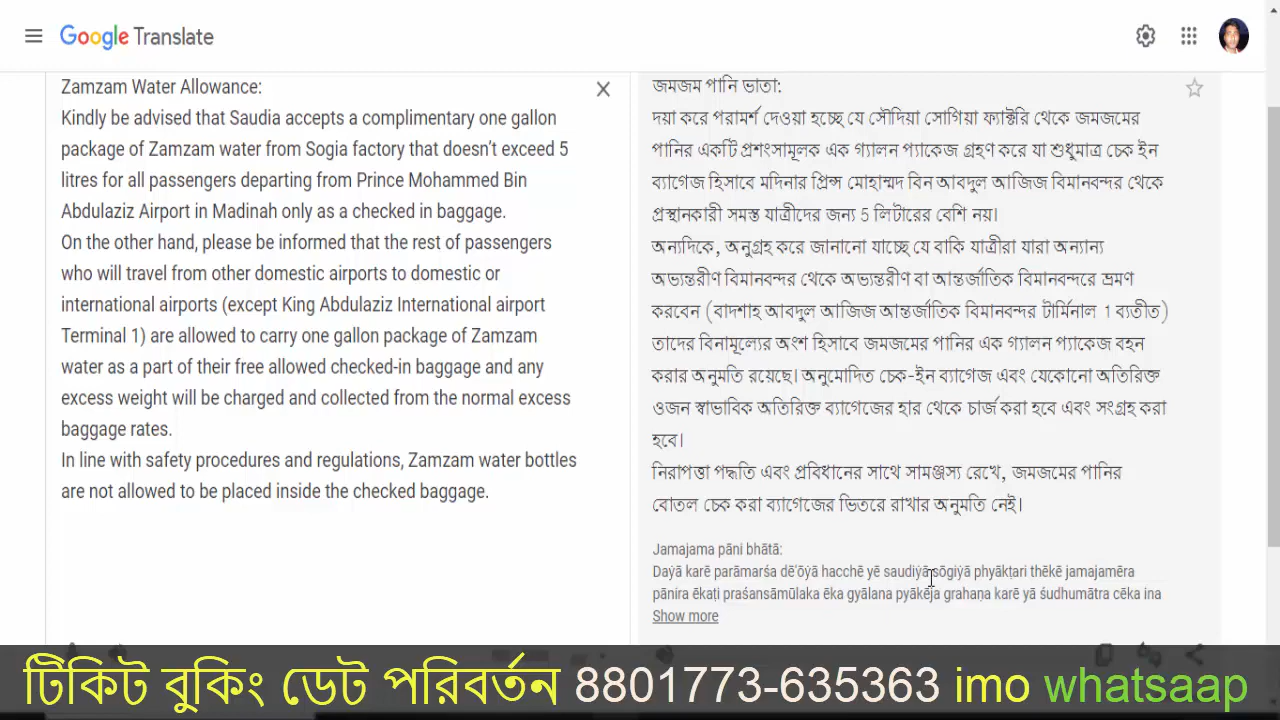 Google Translate
Zamzam Water Allowance:
Kindly be advised that Saudia accepts a complimentary one gallon
package of Zamzam water from Sogia factory that doesn't exceed 5
litres for all passengers departing from Prince Mohammed Bin
Abdulaziz Airport in Madinah only as a checked in baggage.
On the other hand, please be informed that the rest of passengers
who will travel from other domestic airports to domestic or
international airports (except King Abdulaziz International airport
Terminal 1) are allowed to carry one gallon package of Zamzam
water as a part of their free allowed checked-in baggage and any
excess weight will be charged and collected from the normal excess
baggage rates.
In line with safety procedures and regulations, Zamzam water bottles
are not allowed to be placed inside the checked baggage.
জমজম পানি ভাতা:
দয়া করে পরামর্শ দেওয়া হচ্ছে যে সৌদিয়া সোগিয়া ফ্যাক্টরি থেকে জমজমের
পানির একটি প্রশংসামূলক এক গ্যালন প্যাকেজ গ্রহণ করে যা শুধুমাত্র চেক ইন
ব্যাগেজ হিসাবে মদিনার প্রিন্স মোহাম্মদ বিন আবদুল আজিজ বিমানবন্দর থেকে
প্রস্থানকারী সমস্ত যাত্রীদের জন্য 5 লিটারের বেশি নয়।
অন্যদিকে, অনুগ্রহ করে জানানো যাচ্ছে যে বাকি যাত্রীরা যারা অন্যান্য
অভ্যন্তরীণ বিমানবন্দর থেকে অভ্যন্তরীণ বা আন্তর্জাতিক বিমানবন্দরে ভ্রমণ
করবেন (বাদশাহ আবদুল আজিজ আন্তর্জাতিক বিমানবন্দর টার্মিনাল 1 ব্যতীত)
তাদের বিনামূল্যের অংশ হিসাবে জমজমের পানির এক গ্যালন প্যাকেজ বহন
করার অনুমতি রয়েছে। অনুমোদিত চেক-ইন ব্যাগেজ এবং যেকোনো অতিরিক্ত
ওজন স্বাভাবিক অতিরিক্ত ব্যাগেজের হার থেকে চার্জ করা হবে এবং সংগ্রহ করা
হবে।
নিরাপত্তা পদ্ধতি এবং প্রবিধানের সাথে সামঞ্জস্য রেখে, জমজমের পানির
বোতল চেক করা ব্যাগেজের ভিতরে রাখার অনুমতি নেই।
Jamajama pāni bhātā:
Daẏā karē parāmarśa dē'ōẏā hacchē yē saudiẏā sōgiẏā phyākṭari thēkē jamajamēra
pānira ēkaṭi praśansāmūlaka ēka gyālana pyākēja grahaṇa karē yā śudhumātra cēka ina
Show more
টিকিট বুকিং ডেট পরিবর্তন 8801773-635363 imo whatsaap